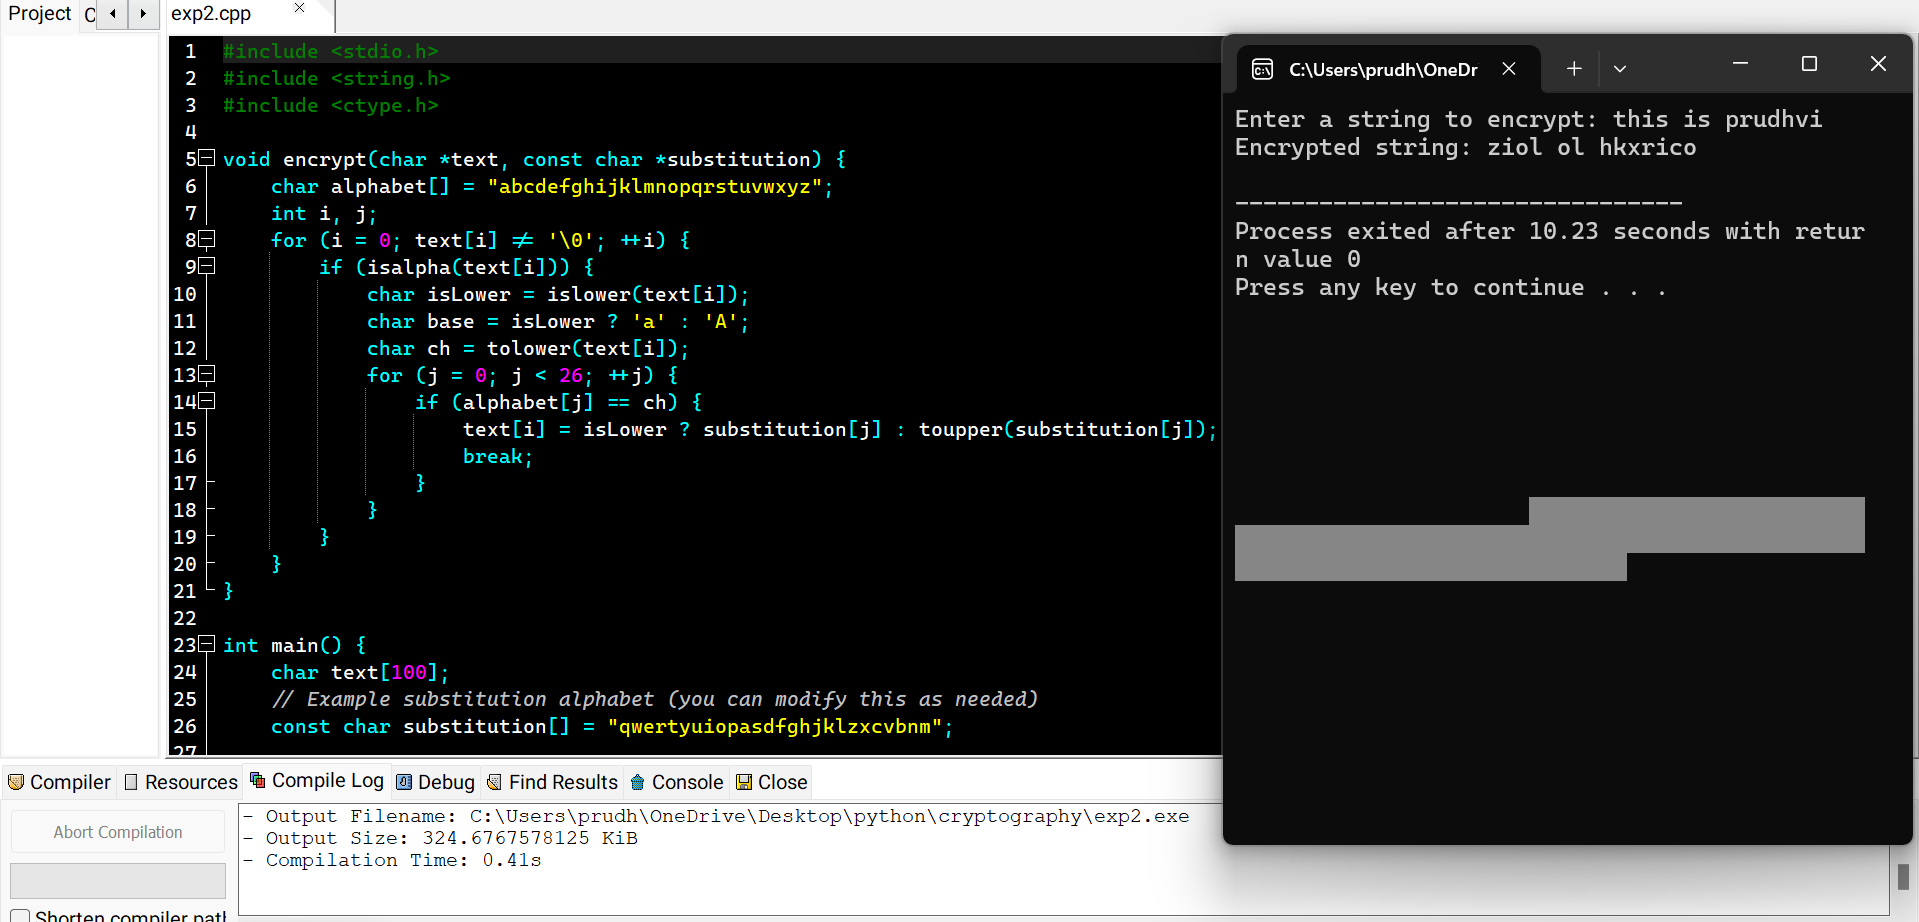 Project C
exp2.cpp
1 #include <stdio.h>
2 #include <string.h>
3 #include <ctype.h>
4
5 void encrypt(char *text, const char *substitution) {
6 char alphabet[] = "abcdefghijklmnopqrstuvwxyz";
7 int i, j;
8 for (i = 0; text[i] != '\0'; ++i) {
9 if (isalpha(text[i])) {
10 char isLower = islower(text[i]);
11 char base = isLower ? 'a' : 'A';
12 char ch = tolower(text[i]);
13 for (j = 0; j < 26; ++j) {
14 if (alphabet[j] == ch) {
15 text[i] = isLower ? substitution[j] : toupper(substitution[j]);
16 break;
17 }
18 }
19 }
20 }
21 }
22
23 int main() {
24 char text[100];
25 // Example substitution alphabet (you can modify this as needed)
26 const char substitution[] = "qwertyuiopasdfghjklzxcvbnm";
27
C:\Users\prudh\OneDr
Enter a string to encrypt: this is prudhvi
Encrypted string: ziol ol hkxrico
--------------------------------
Process exited after 10.23 seconds with retur
n value 0
Press any key to continue . . .
Compiler Resources Compile Log Debug Find Results Console Close
Abort Compilation
Shorten compiler path
- Output Filename: C:\Users\prudh\OneDrive\Desktop\python\cryptography\exp2.exe
- Output Size: 324.6767578125 KiB
- Compilation Time: 0.41s